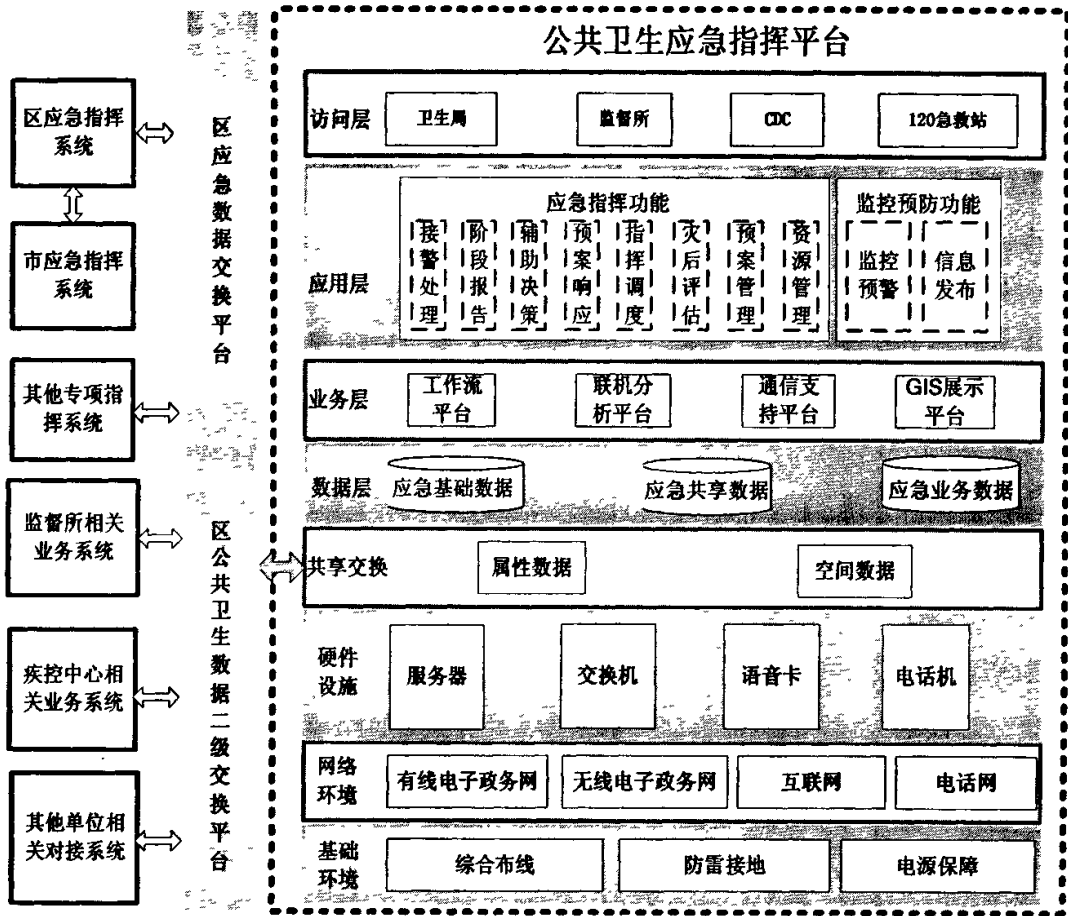 公共卫生应急指挥平台
区应急指挥
系统
市应急指挥
系统
其他专项指
挥系统
监督所相关
业务系统
疾控中心相
关业务系统
其他单位相
关对接系统
区应急数据交换平台
区公共卫生数据二级交换平台
访问层
卫生局
监督所
CDC
120急救站
应用层
应急指挥功能
接警处理
阶段报告
辅助决策
预案响应
指挥调度
灾后评估
预案管理
资源管理
监控预防功能
监控
预警
信息
发布
业务层
工作流
平台
联机分
析平台
通信支
持平台
GIS展示
平台
数据层
应急基础数据
应急共享数据
应急业务数据
共享交换
属性数据
空间数据
硬件
设施
服务器
交换机
语音卡
电话机
网络
环境
有线电子政务网
无线电子政务网
互联网
电话网
基础
环境
综合布线
防雷接地
电源保障